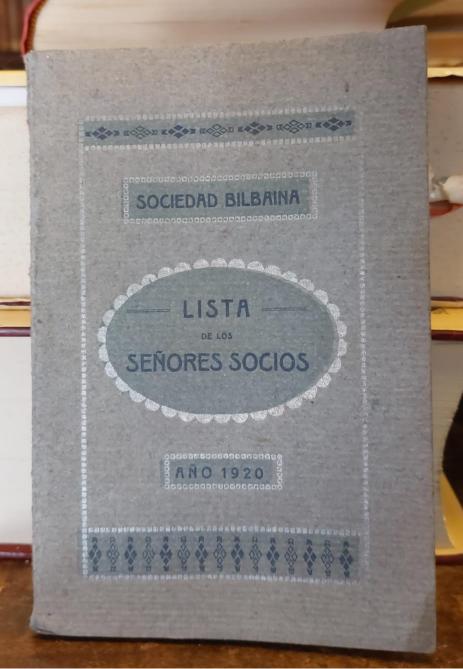 SOCIEDAD BILBAINA
LISTA
DE LOS
SEÑORES SOCIOS
AÑO 1920